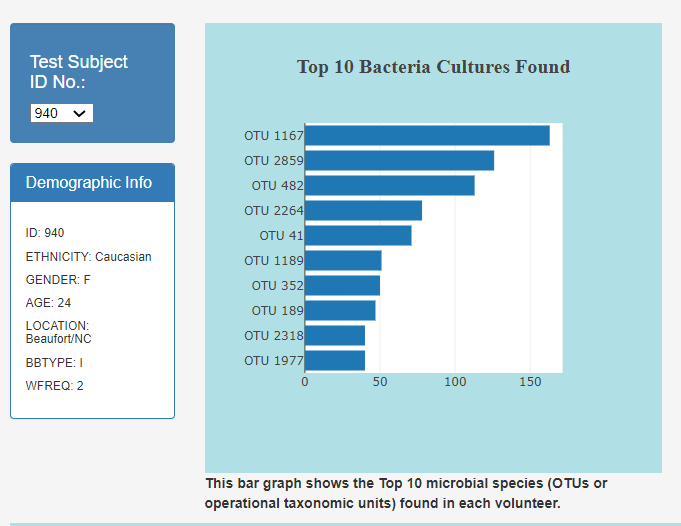 Test Subject
ID No.:
940
Demographic Info
ID: 940
ETHNICITY: Caucasian
GENDER: F
AGE: 24
LOCATION:
Beaufort/NC
BBTYPE: I
WFREQ: 2
Top 10 Bacteria Cultures Found
OTU 1167
OTU 2859
OTU 482
OTU 2264
OTU 41
OTU 1189
OTU 352
OTU 189
OTU 2318
OTU 1977
0 50 100 150
This bar graph shows the Top 10 microbial species (OTUs or
operational taxonomic units) found in each volunteer.